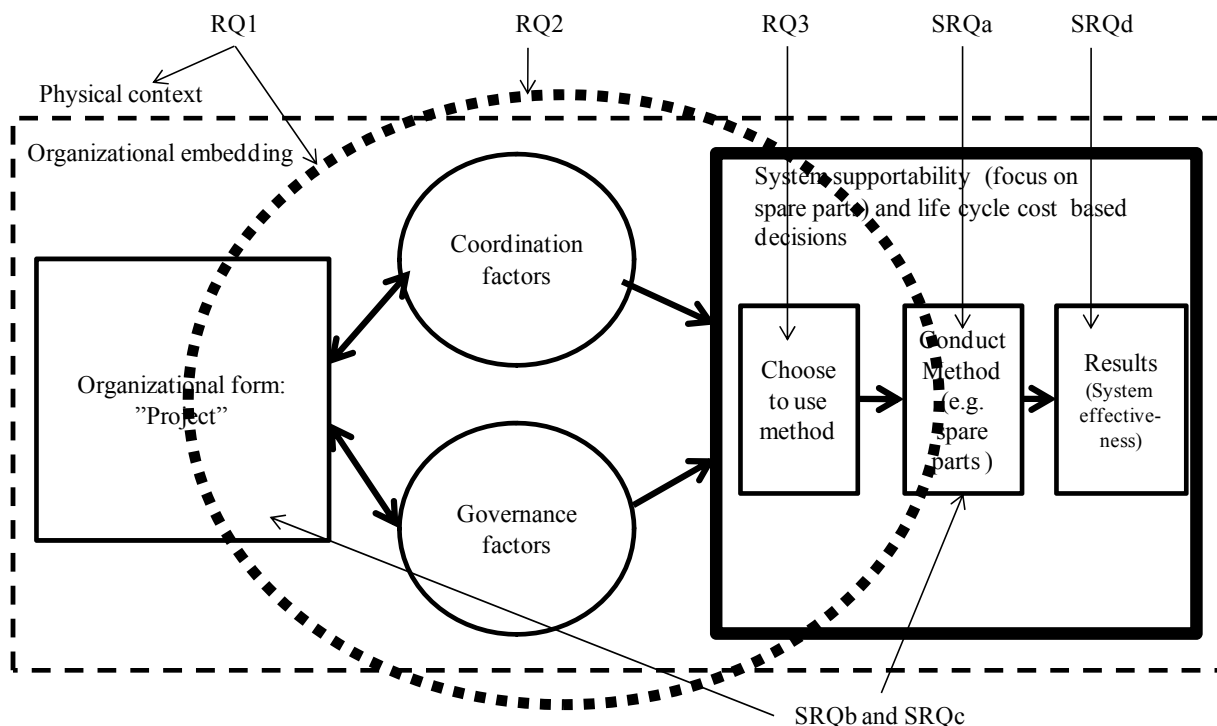 RQ1
RQ2
RQ3
SRQa
SRQd
Physical context
Organizational embedding
System supportability (focus on
spare parts) and life cycle cost based
decisions
Coordination
factors
Organizational form:
”Project”
Governance
factors
Choose
to use
method
Conduct
Method
(e.g.
spare
parts )
Results
(System
effective-
ness)
SRQb and SRQc